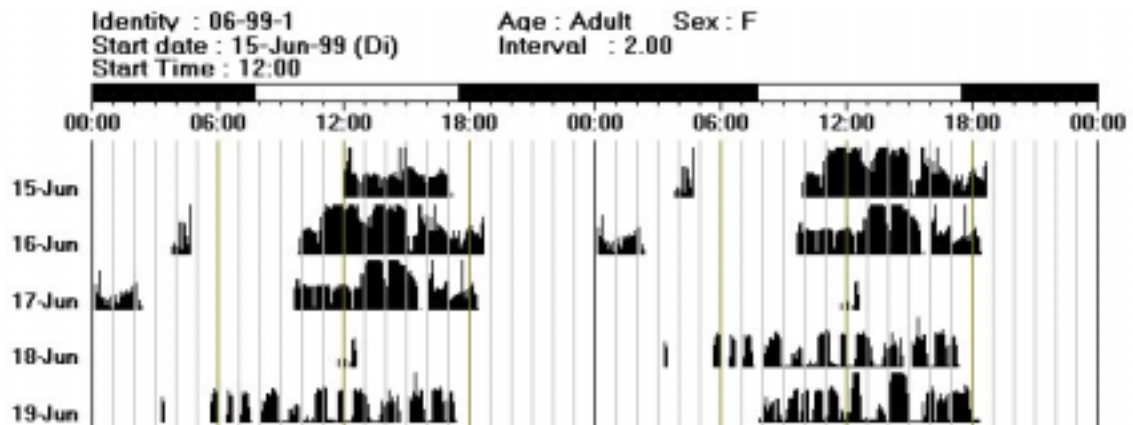 Identity : 06-99-1 Age : Adult Sex : F
Start date : 15-Jun-99 (Di) Interval : 2.00
Start Time : 12:00
00:00 06:00 12:00 18:00 00:00 06:00 12:00 18:00 00:00
15-Jun
16-Jun
17-Jun
18-Jun
19-Jun